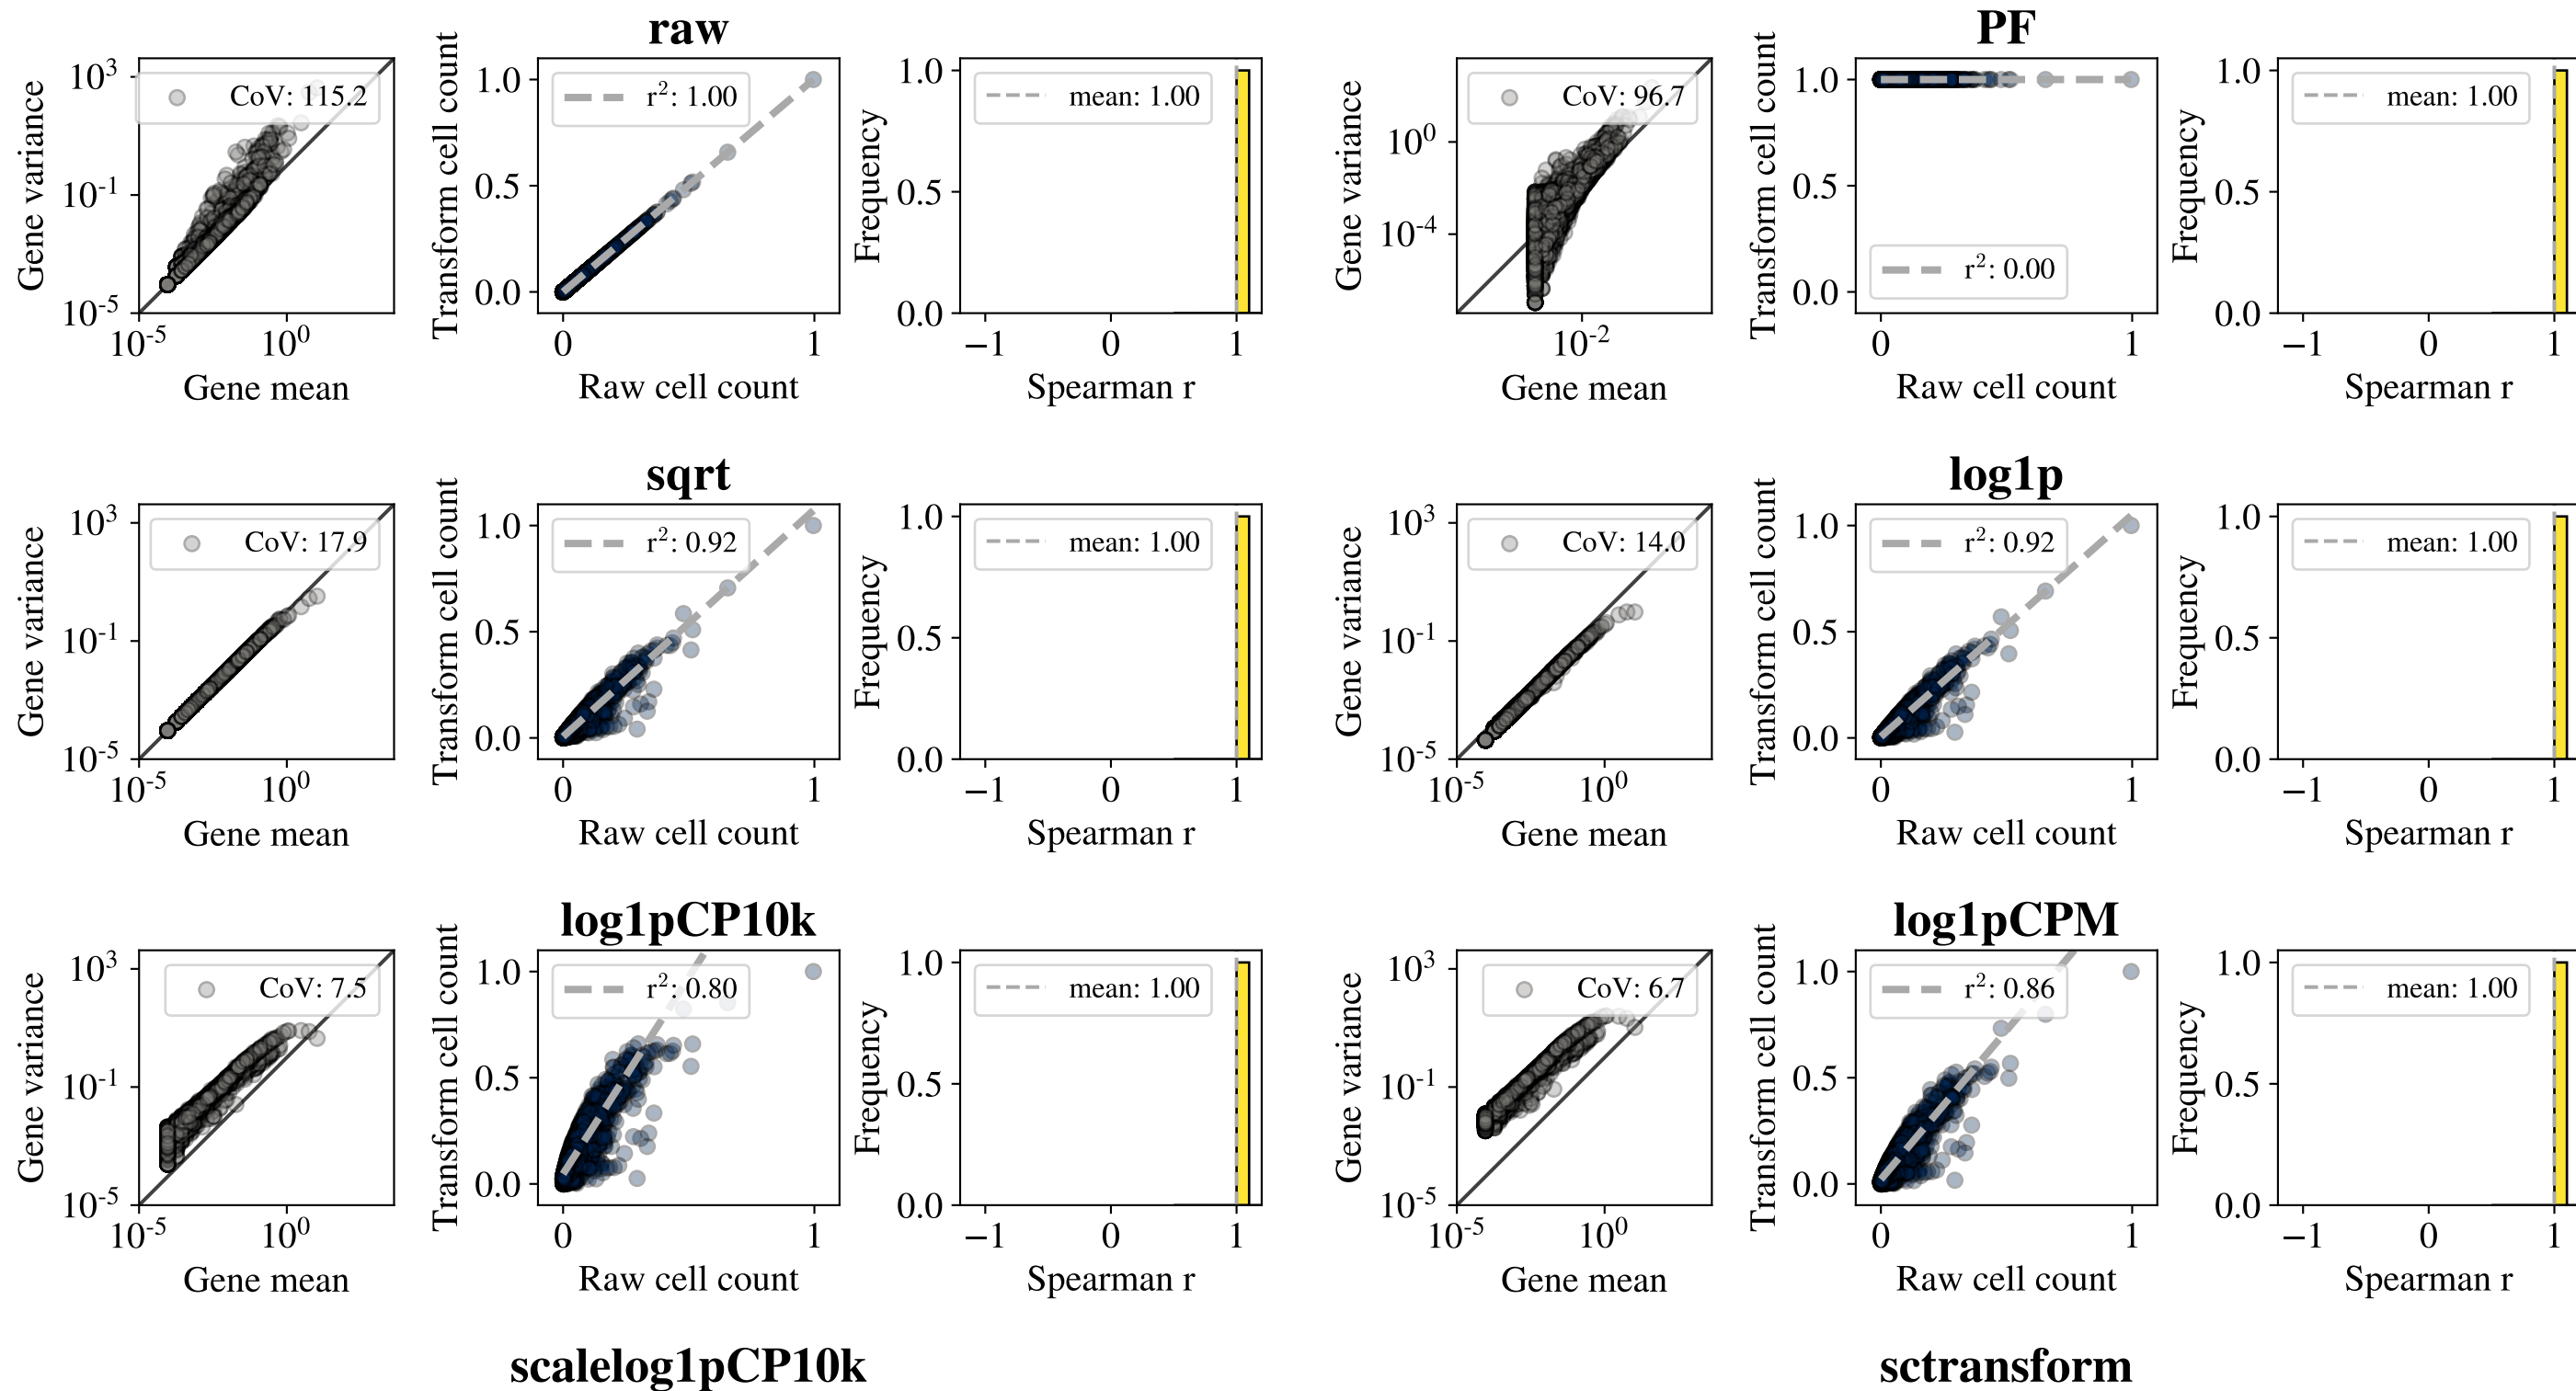 raw
Gene variance
10³
10⁻¹
10⁻⁵
CoV: 115.2
10⁻⁵ 10⁰
Gene mean
Transform cell count
1.0
0.5
0.0
r²: 1.00
0 1
Raw cell count
Frequency
1.0
0.5
0.0
mean: 1.00
−1 0 1
Spearman r
PF
Gene variance
10⁰
10⁻⁴
CoV: 96.7
10⁻²
Gene mean
Transform cell count
1.0
0.5
0.0
r²: 0.00
0 1
Raw cell count
Frequency
1.0
0.5
0.0
mean: 1.00
−1 0 1
Spearman r
sqrt
Gene variance
10³
10⁻¹
10⁻⁵
CoV: 17.9
10⁻⁵ 10⁰
Gene mean
Transform cell count
1.0
0.5
0.0
r²: 0.92
0 1
Raw cell count
Frequency
1.0
0.5
0.0
mean: 1.00
−1 0 1
Spearman r
log1p
Gene variance
10³
10⁻¹
10⁻⁵
CoV: 14.0
10⁻⁵ 10⁰
Gene mean
Transform cell count
1.0
0.5
0.0
r²: 0.92
0 1
Raw cell count
Frequency
1.0
0.5
0.0
mean: 1.00
−1 0 1
Spearman r
log1pCP10k
Gene variance
10³
10⁻¹
10⁻⁵
CoV: 7.5
10⁻⁵ 10⁰
Gene mean
Transform cell count
1.0
0.5
0.0
r²: 0.80
0 1
Raw cell count
Frequency
1.0
0.5
0.0
mean: 1.00
−1 0 1
Spearman r
log1pCPM
Gene variance
10³
10⁻¹
10⁻⁵
CoV: 6.7
10⁻⁵ 10⁰
Gene mean
Transform cell count
1.0
0.5
0.0
r²: 0.86
0 1
Raw cell count
Frequency
1.0
0.5
0.0
mean: 1.00
−1 0 1
Spearman r
scalelog1pCP10k
sctransform